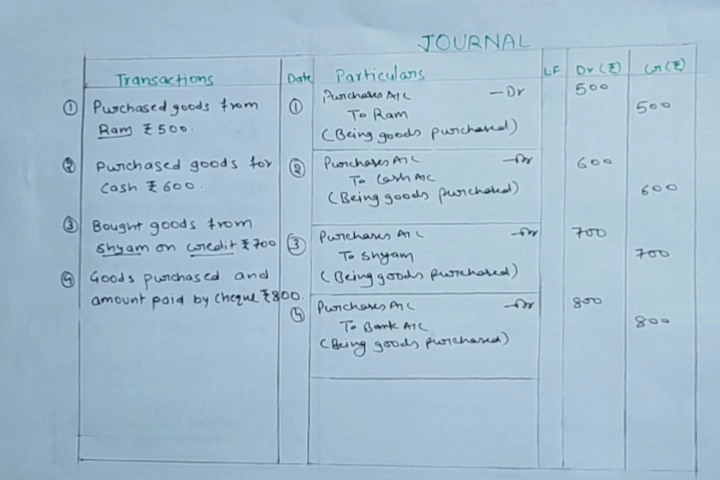 JOURNAL
Transactions Date Particulars LF Dr.(₹) Cr(₹)
① Purchased goods from
Ram ₹500.
② Purchased goods for
Cash ₹600.
③ Bought goods from
Shyam on credit ₹700
④ Goods purchased and
amount paid by cheque ₹800.
① Purchases A/c —Dr 500
To Ram 500
(Being goods purchased)
② Purchases A/c —Dr 600
To Cash A/c 600
(Being goods purchased)
③ Purchases A/c —Dr 700
To Shyam 700
(Being goods purchased)
④ Purchases A/c —Dr 800
To Bank A/c 800
(Being goods purchased)